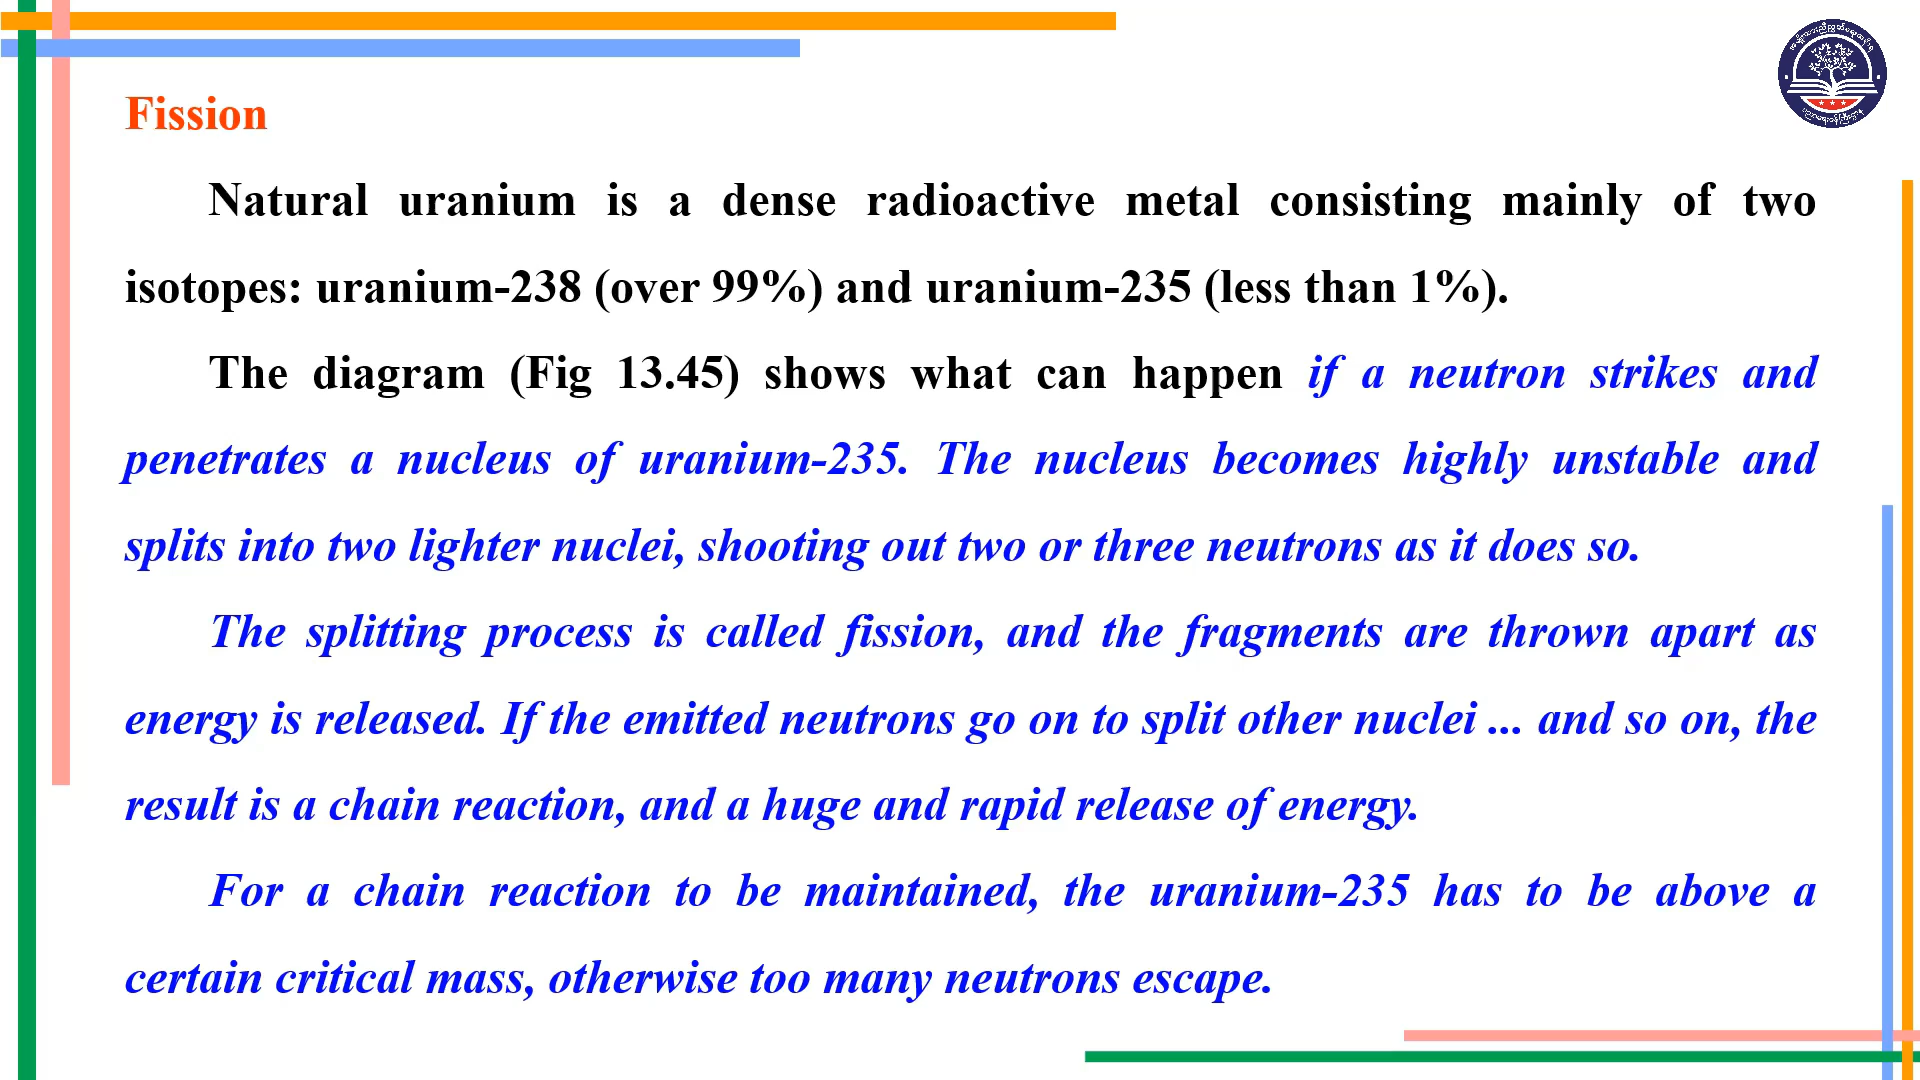 Fission
Natural uranium is a dense radioactive metal consisting mainly of two
isotopes: uranium-238 (over 99%) and uranium-235 (less than 1%).
The diagram (Fig 13.45) shows what can happen if a neutron strikes and
penetrates a nucleus of uranium-235. The nucleus becomes highly unstable and
splits into two lighter nuclei, shooting out two or three neutrons as it does so.
The splitting process is called fission, and the fragments are thrown apart as
energy is released. If the emitted neutrons go on to split other nuclei ... and so on, the
result is a chain reaction, and a huge and rapid release of energy.
For a chain reaction to be maintained, the uranium-235 has to be above a
certain critical mass, otherwise too many neutrons escape.